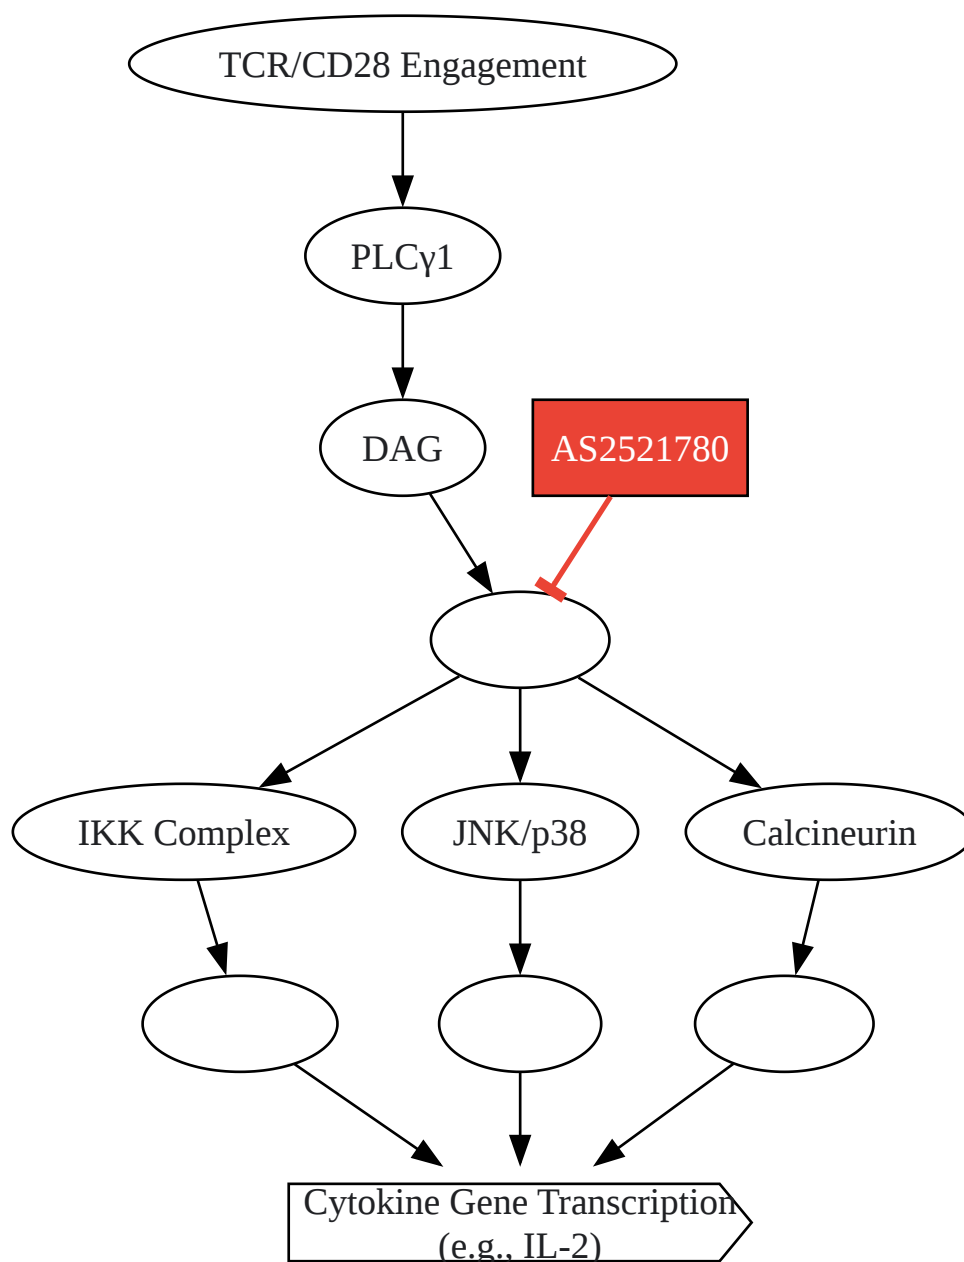 TCR/CD28 Engagement
PLCγ1
DAG
AS2521780
IKK Complex
JNK/p38
Calcineurin
Cytokine Gene Transcription
(e.g., IL-2)